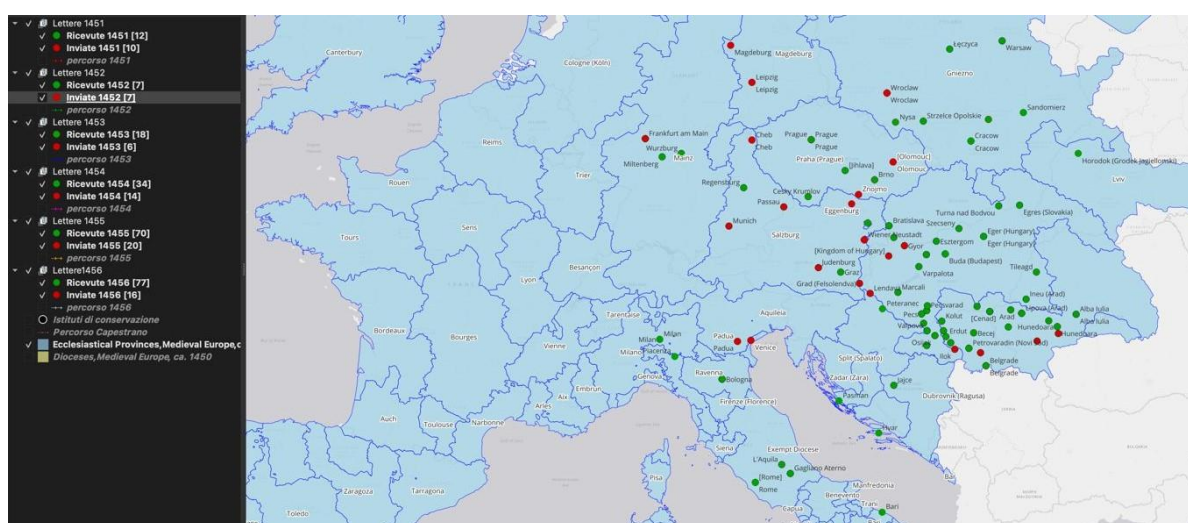 Lettere 1451
Ricevute 1451 [12]
Inviate 1451 [10]
percorso 1451
Lettere 1452
Ricevute 1452 [7]
Inviate 1452 [7]
percorso 1452
Lettere 1453
Ricevute 1453 [18]
Inviate 1453 [6]
percorso 1453
Lettere 1454
Ricevute 1454 [34]
Inviate 1454 [14]
percorso 1454
Lettere 1455
Ricevute 1455 [70]
Inviate 1455 [20]
percorso 1455
Lettere1456
Ricevute 1456 [77]
Inviate 1456 [16]
percorso 1456
Istituti di conservazione
Percorso Capestrano
Ecclesiastical Provinces,Medieval Europe,c
Dioceses,Medieval Europe, ca. 1450
Canterbury
Cologne (Köln)
Magdeburg
Magdeburg
Łęczyca
Warsaw
Gniezno
Leipzig
Leipzig
Wroclaw
Wroclaw
Sandomierz
Nysa
Strzelce Opolskie
Frankfurt am Main
Cheb
Cheb
Prague
Prague
Cracow
Cracow
Reims
Wurzburg
Miltenberg
Mainz
Praha (Prague)
[Olomouc]
Olomouc
Horodok (Grodek Jagiellonski)
Lviv
Rouen
Trier
[Jihlava]
Brno
Regensburg
Cesky Krumlov
Znojmo
Passau
Eggenburg
Turna nad Bodvou
Egres (Slovakia)
Sens
Tours
Munich
Salzburg
Bratislava
Szecseny
Wiener Neustadt
Eger (Hungary)
Eger (Hungary)
Esztergom
Gyor
[Kingdom of Hungary]
Buda (Budapest)
Besançon
Judenburg
Graz
Varpalota
Tileagd
Lyon
Grad (Felsolendva)
Lendava
Marcali
Ineu (Arad)
Peteranec
Pecsvarad
Lipova (Arad)
Alba Iulia
Bordeaux
Bourges
Tarentaise
Aquileia
Pecs
Kolut
[Cenad]
Arad
Alba Iulia
Vienne
Milan
Milan
Padua
Padua
Venice
Valpovo
Erdut
Becej
Hunedoara
Hunedoara
Milano
Piacenza
Osijek
Petrovaradin (Novi Sad)
Ravenna
Split (Spalato)
Ilok
Belgrade
Belgrade
Embrun
Genova
Bologna
Zadar (Zara)
Jajce
Auch
Toulouse
Narbonne
Arles
Aix
Firenze (Florence)
Pasman
Dubrovnik (Ragusa)
Siena
Hvar
Exempt Diocese
L'Aquila
Gagliano Aterno
Zaragoza
Tarragona
Pisa
[Rome]
Rome
Manfredonia
Benevento
Trani
Toledo
Capua
Bari
Bari